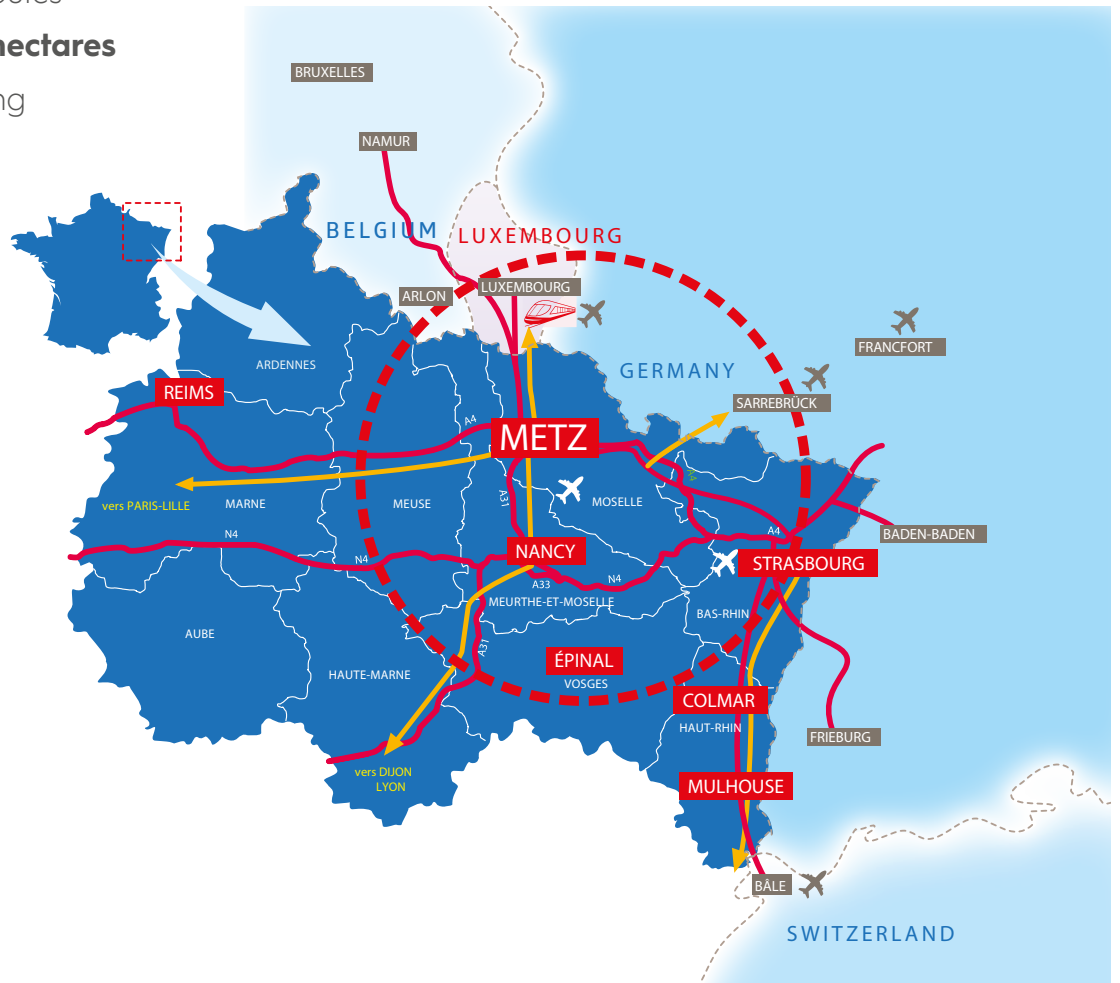 hectares
BRUXELLES
NAMUR
BELGIUM
LUXEMBOURG
ARLON
LUXEMBOURG
FRANCFORT
ARDENNES
GERMANY
REIMS
SARREBRÜCK
A4
METZ
A4
vers PARIS-LILLE
MARNE
MEUSE
A31
MOSELLE
A4
BADEN-BADEN
N4
N4
NANCY
STRASBOURG
A33
N4
MEURTHE-ET-MOSELLE
BAS-RHIN
AUBE
A31
HAUTE-MARNE
ÉPINAL
VOSGES
COLMAR
HAUT-RHIN
FRIEBURG
vers DIJON
LYON
MULHOUSE
BÂLE
SWITZERLAND